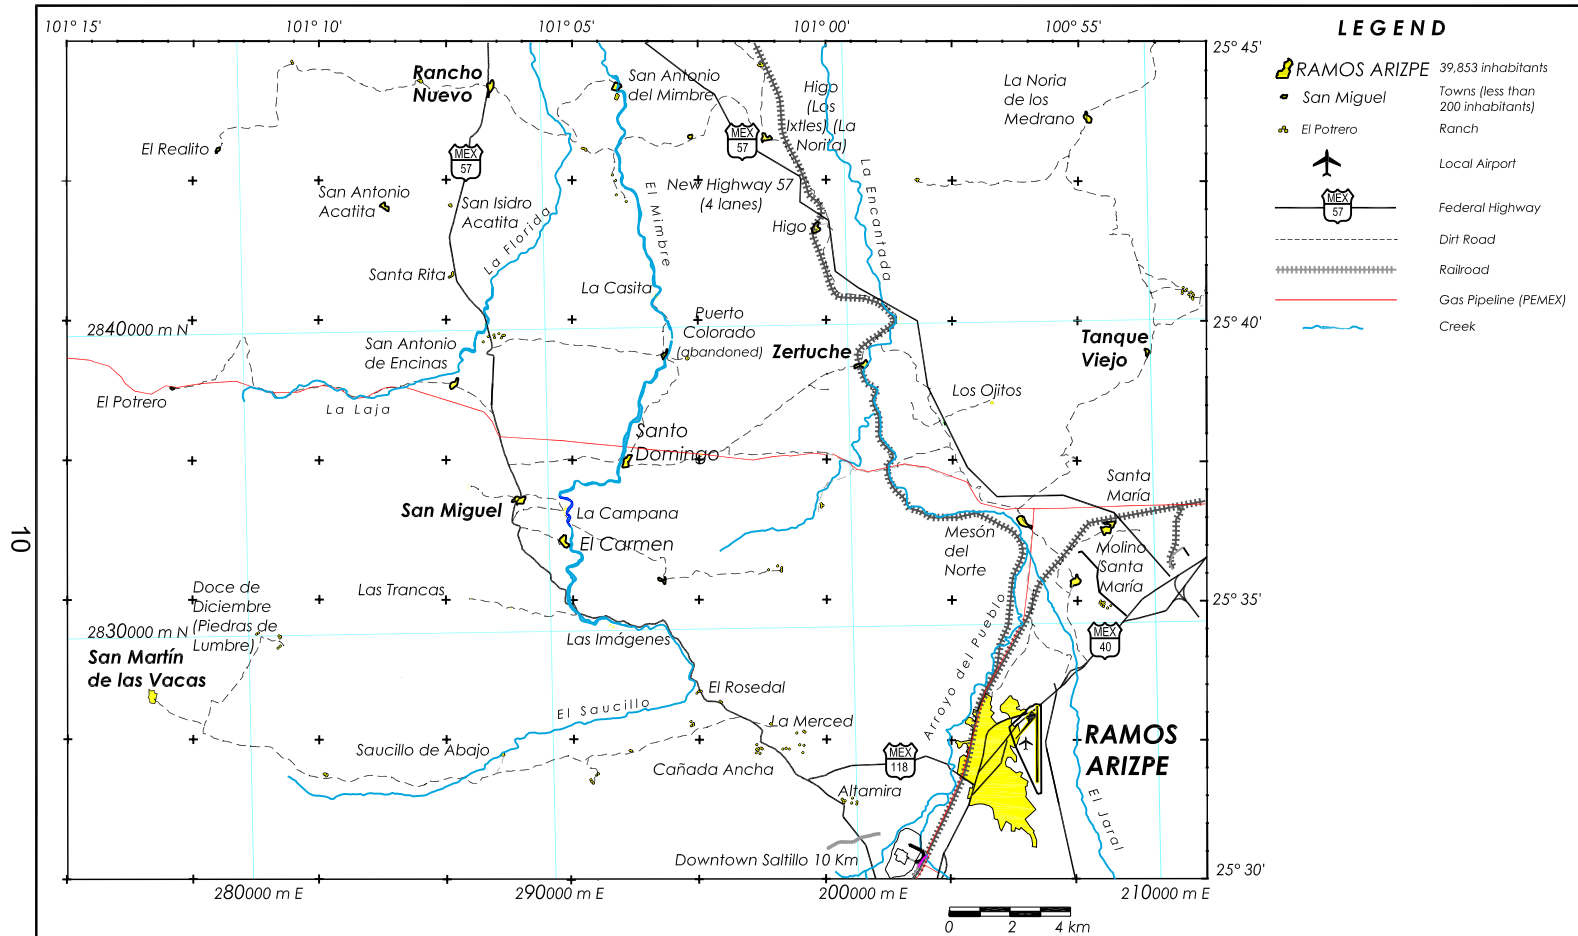 101° 15'
101° 10'
101° 05'
101° 00'
100° 55'
LEGEND
RAMOS ARIZPE
39,853 inhabitants
San Miguel
Towns (less than
200 inhabitants)
El Potrero
Ranch
Local Airport
MEX
57
Federal Highway
Dirt Road
Railroad
Gas Pipeline (PEMEX)
Creek
25° 45'
25° 40'
25° 35'
25° 30'
Rancho
Nuevo
San Antonio
del Mimbre
Higo
(Los
Ixtles) (La
Norita)
La Noria
de los
Medrano
El Realito
MEX
57
MEX
57
San Antonio
Acatita
San Isidro
Acatita
New Highway 57
(4 lanes)
Higo
La Encantada
El Mimbre
La Florida
Santa Rita
La Casita
Puerto
Colorado
(abandoned)
2840000 m N
San Antonio
de Encinas
Zertuche
Tanque
Viejo
El Potrero
La Laja
Los Ojitos
Santo
Domingo
Santa
María
San Miguel
La Campana
El Carmen
Mesón
del
Norte
Molino
Santa
María
10
Doce de
Diciembre
(Piedras de
Lumbre)
Las Trancas
2830000 m N
Las Imágenes
Arroyo del Pueblo
MEX
40
San Martín
de las Vacas
El Rosedal
El Saucillo
La Merced
Saucillo de Abajo
Cañada Ancha
MEX
118
RAMOS
ARIZPE
Altamira
El Jaral
Downtown Saltillo 10 Km
280000 m E
290000 m E
200000 m E
210000 m E
0 2 4 km